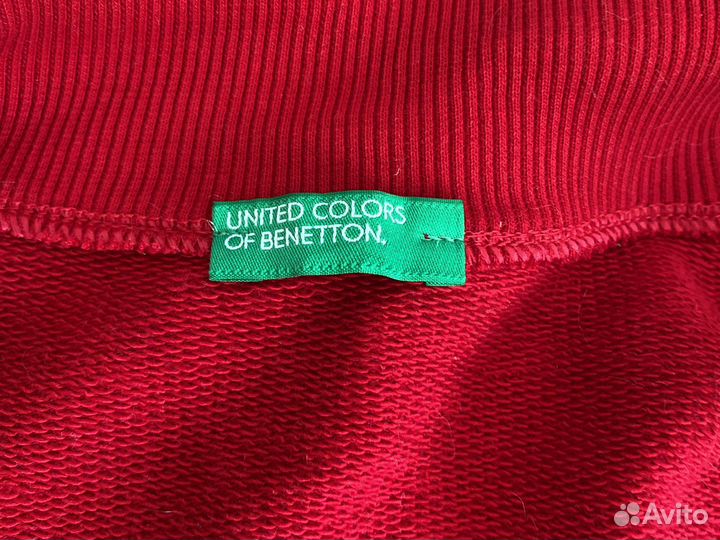 UNITED COLORS
OF BENETTON.
Avito